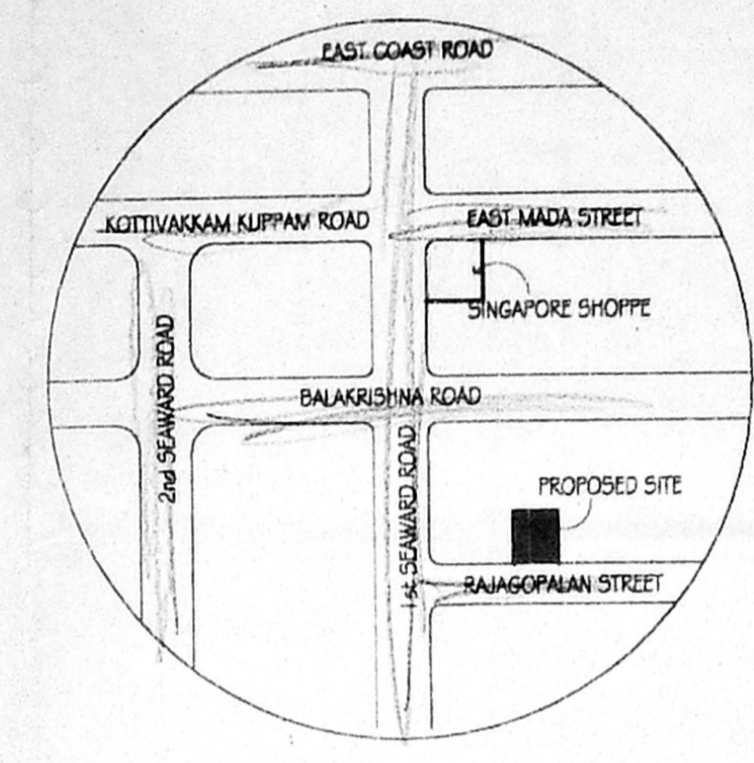 EAST COAST ROAD
KOTTIVAKKAM KUPPAM ROAD
EAST MADA STREET
SINGAPORE SHOPPE
2nd SEAWARD ROAD
BALAKRISHNA ROAD
1st SEAWARD ROAD
PROPOSED SITE
RAJAGOPALAN STREET